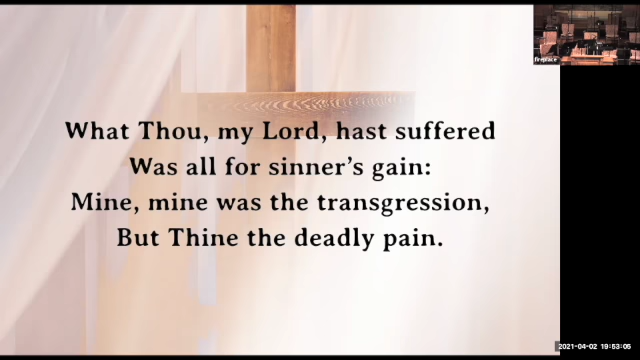 What Thou, my Lord, hast suffered
Was all for sinner's gain:
Mine, mine was the transgression,
But Thine the deadly pain.
fireplace
2021-04-02 19:53:05